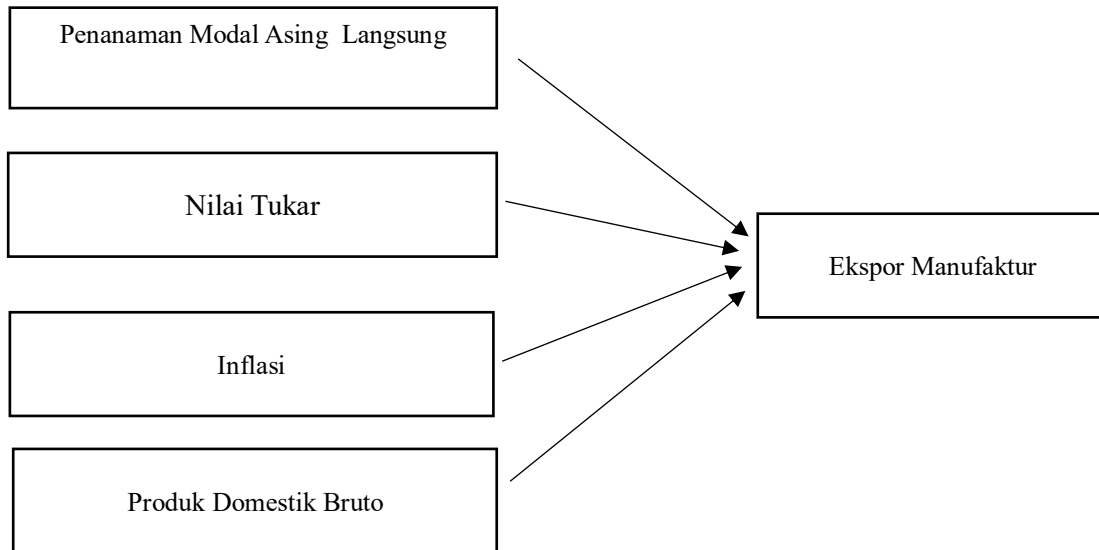 Penanaman Modal Asing  Langsung
Nilai Tukar
Ekspor Manufaktur
Inflasi
Produk Domestik Bruto